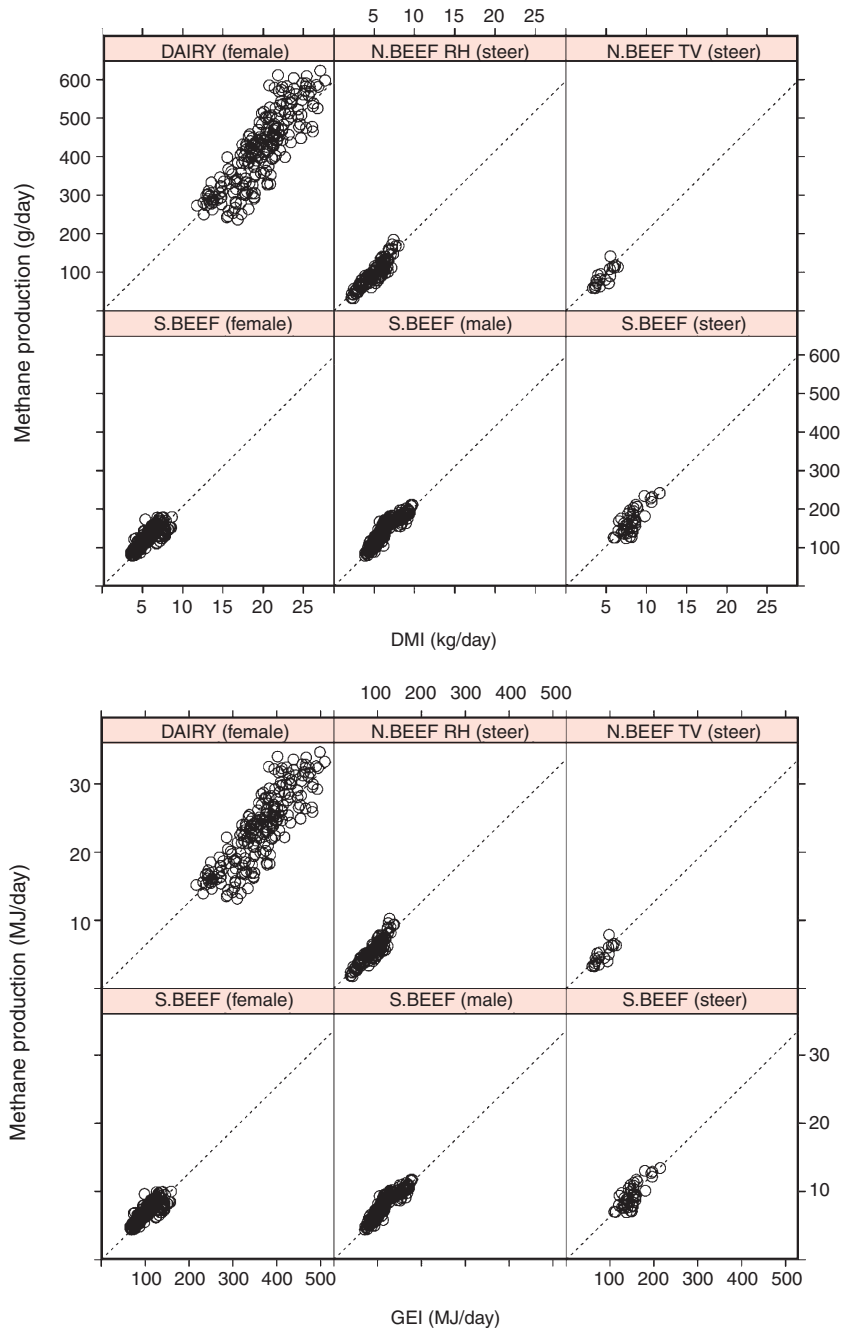 5 10 15 20 25
DAIRY (female) N.BEEF RH (steer) N.BEEF TV (steer)
600
500
400
300
200
100
Methane production (g/day)
S.BEEF (female) S.BEEF (male) S.BEEF (steer)
600
500
400
300
200
100
5 10 15 20 25 5 10 15 20 25
DMI (kg/day)
100 200 300 400 500
DAIRY (female) N.BEEF RH (steer) N.BEEF TV (steer)
30
20
10
Methane production (MJ/day)
S.BEEF (female) S.BEEF (male) S.BEEF (steer)
30
20
10
100 200 300 400 500 100 200 300 400 500
GEI (MJ/day)